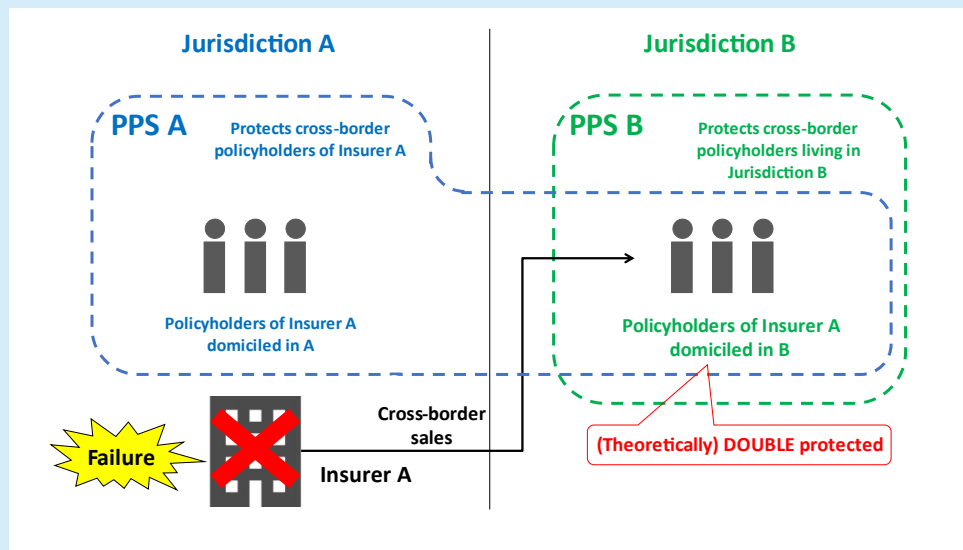 Jurisdiction A
Jurisdiction B
PPS A
Protects cross-border
policyholders of Insurer A
PPS B
Protects cross-border
policyholders living in
Jurisdiction B
Policyholders of Insurer A
domiciled in A
Policyholders of Insurer A
domiciled in B
Failure
Insurer A
Cross-border
sales
(Theoretically) DOUBLE protected